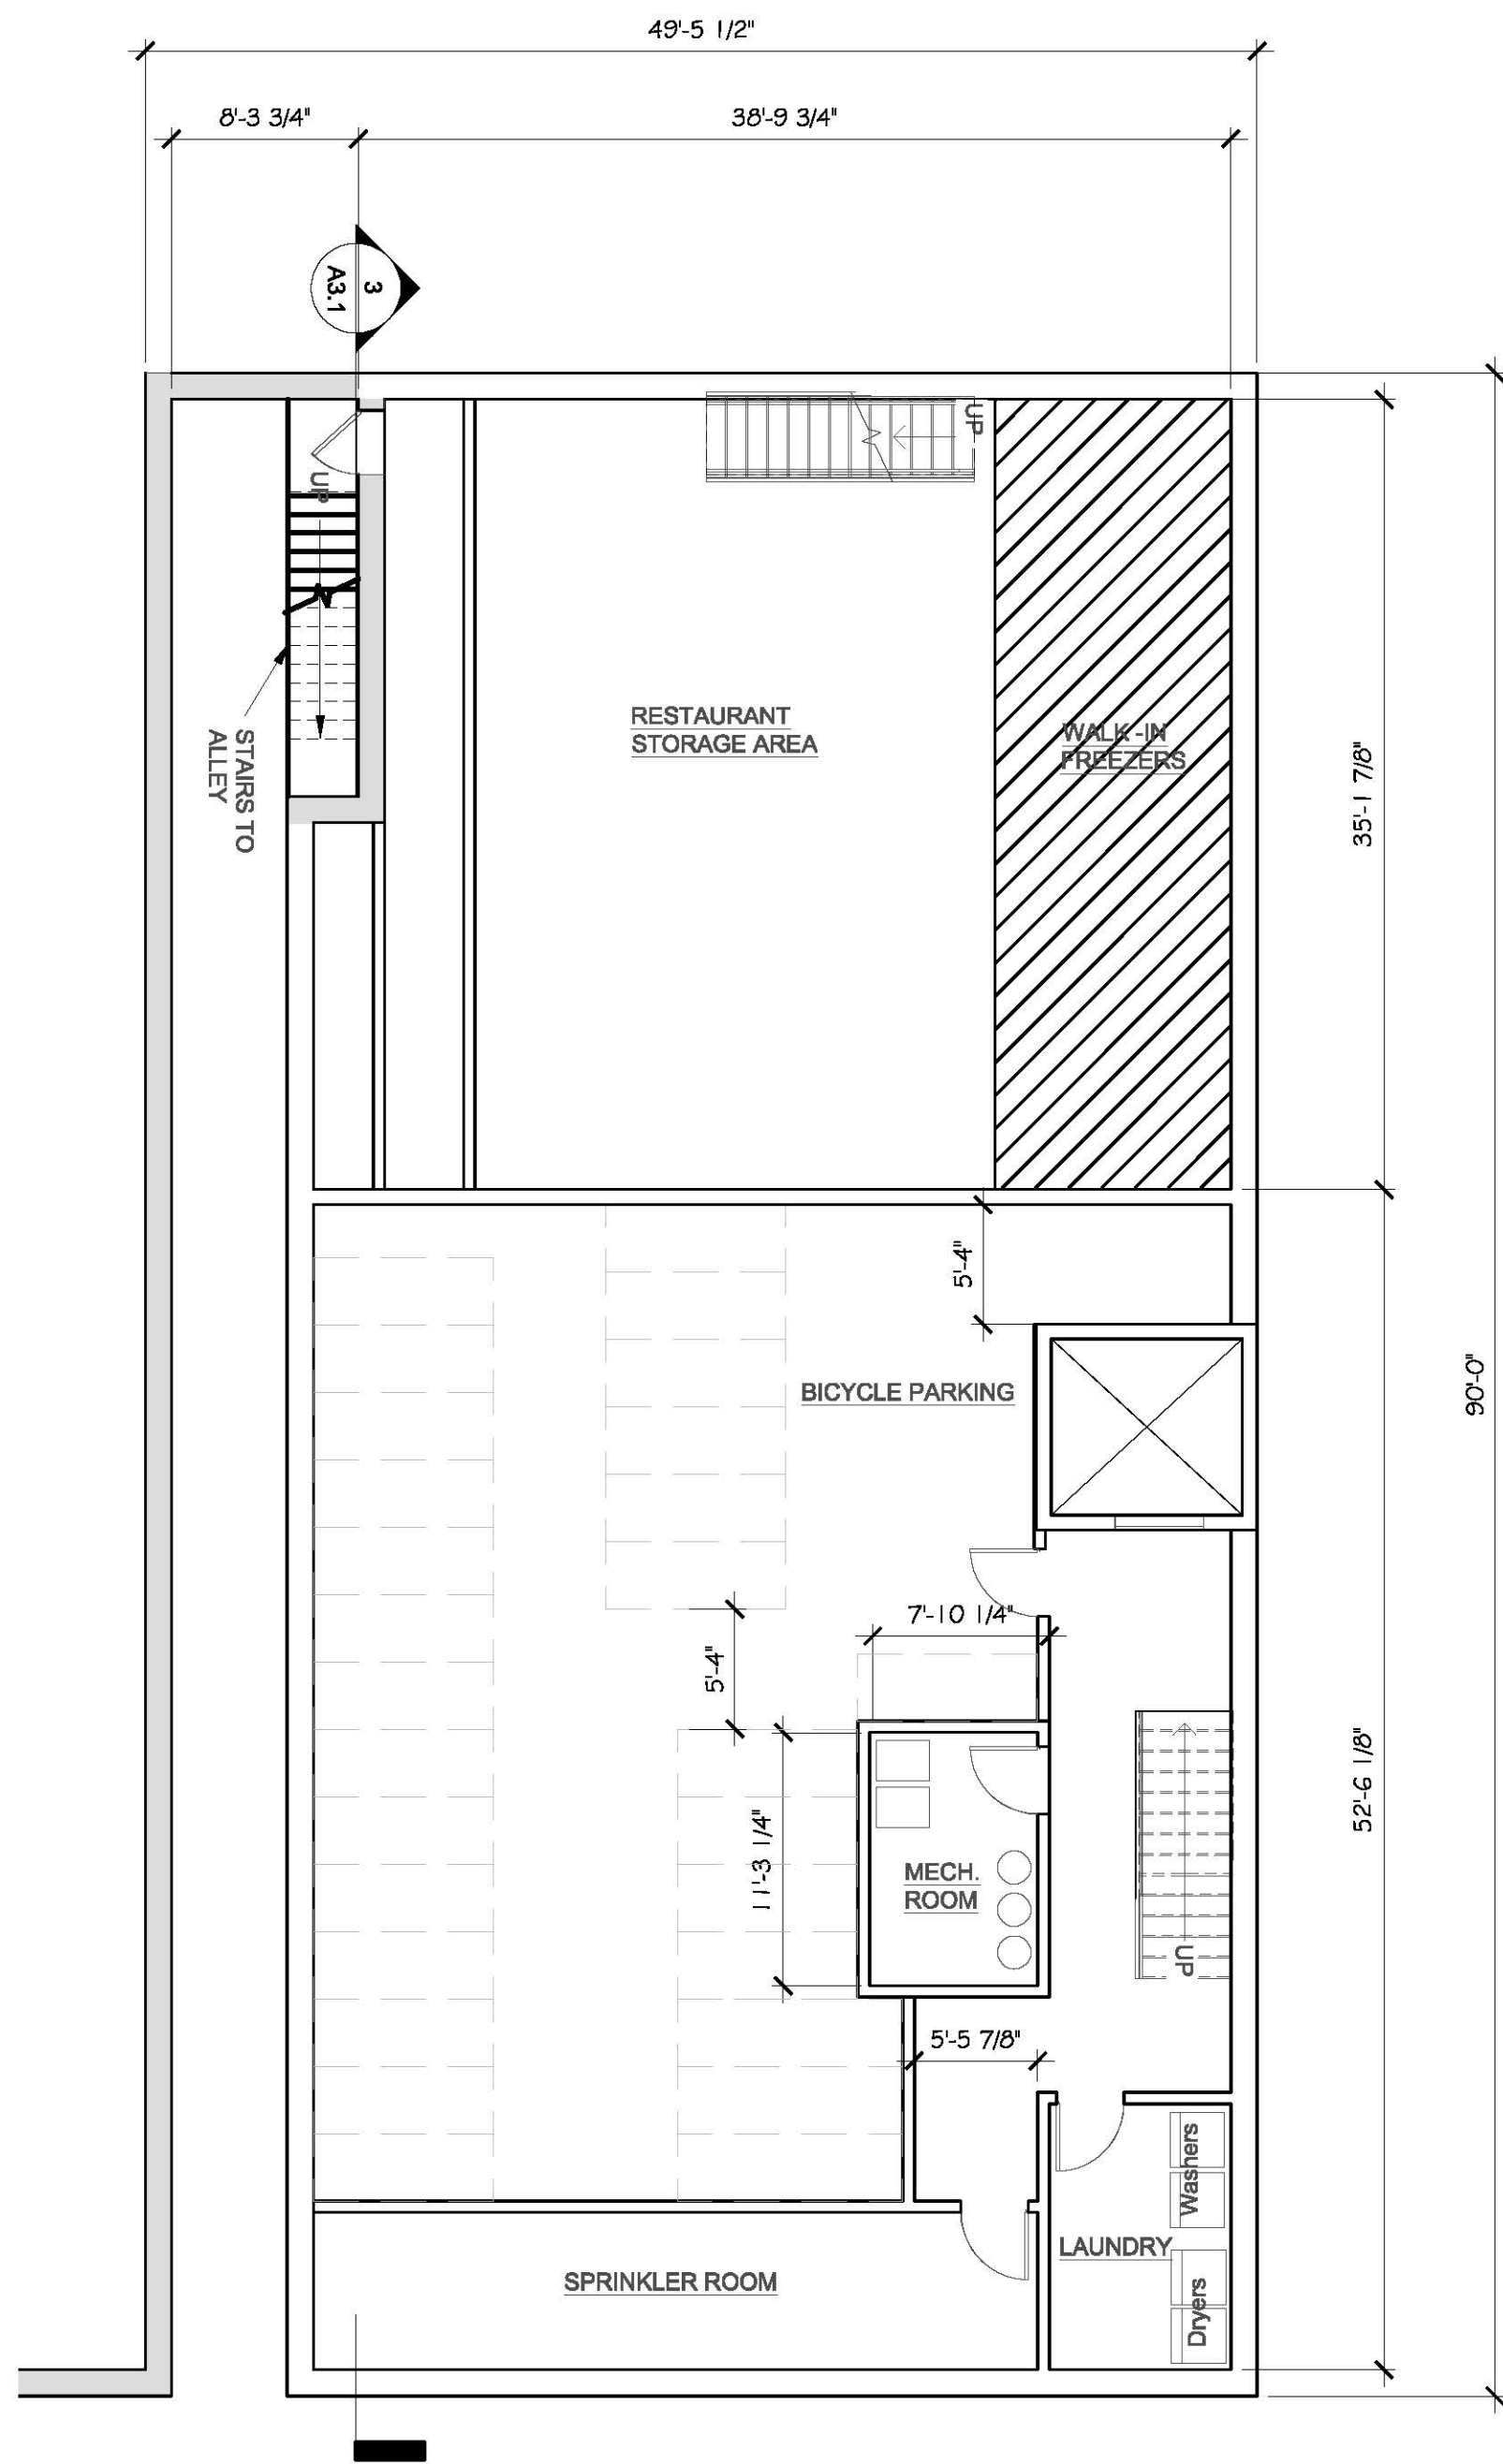 49'-5 1/2"
8'-3 3/4"
38'-9 3/4"
3
A3.1
UP
UP
RESTAURANT
STORAGE AREA
WALK-IN
FREEZERS
STAIRS TO
ALLEY
35'-1 7/8"
5'-4"
90'-0"
BICYCLE PARKING
7'-10 1/4"
5'-4"
52'-6 1/8"
11'-3 1/4"
MECH.
ROOM
UP
5'-5 7/8"
Washers
LAUNDRY
SPRINKLER ROOM
Dryers